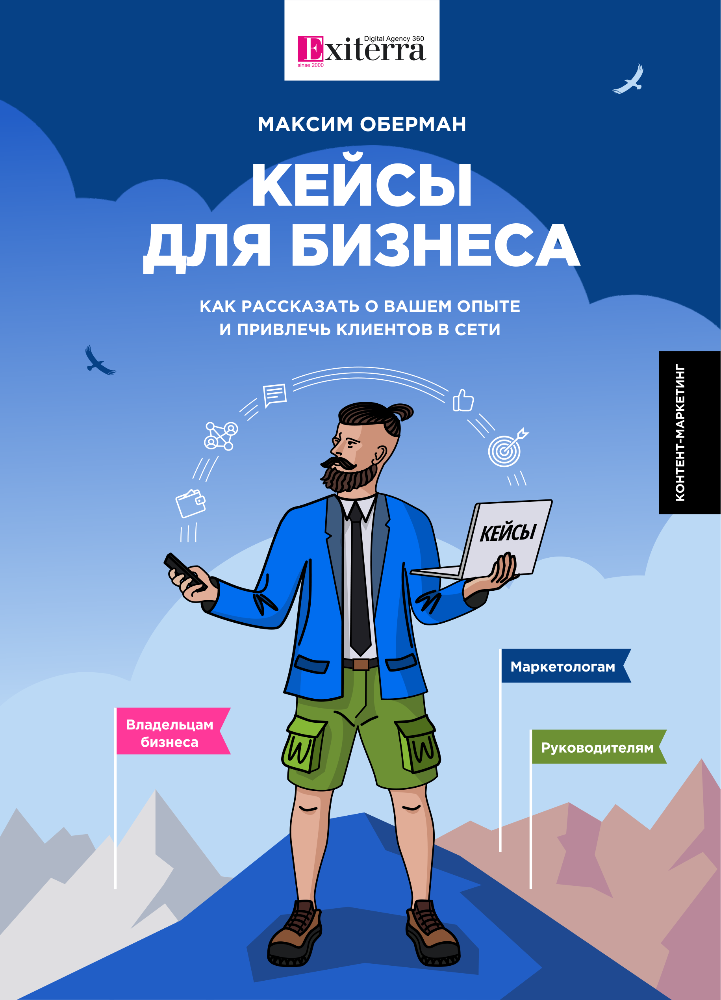 Digital Agency 360
Exiterra
sinse 2000
МАКСИМ ОБЕРМАН
КЕЙСЫ
ДЛЯ БИЗНЕСА
КАК РАССКАЗАТЬ О ВАШЕМ ОПЫТЕ
И ПРИВЛЕЧЬ КЛИЕНТОВ В СЕТИ
КОНТЕНТ-МАРКЕТИНГ
КЕЙСЫ
Маркетологам
Владельцам
бизнеса
Руководителям